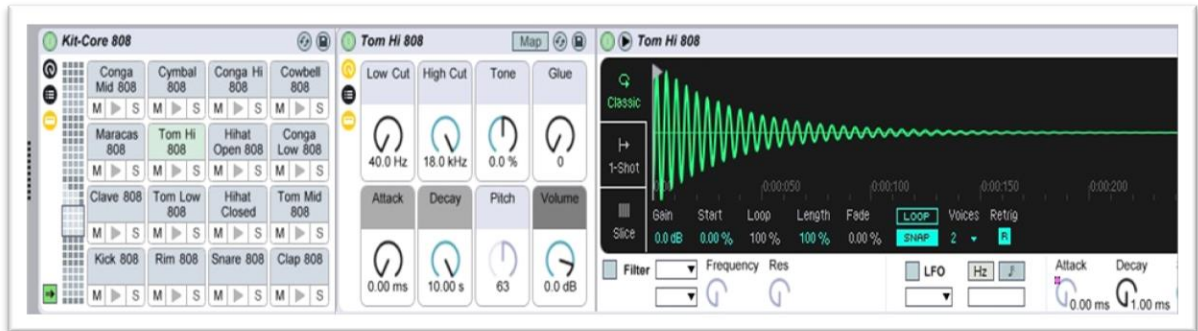 Kit-Core 808
Conga Mid 808
Cymbal 808
Conga Hi 808
Cowbell 808
M S M S M S M S
Maracas 808
Tom Hi 808
Hihat Open 808
Conga Low 808
M S M S M S M S
Clave 808
Tom Low 808
Hihat Closed
Tom Mid 808
M S M S M S M S
Kick 808
Rim 808
Snare 808
Clap 808
M S M S M S M S
Tom Hi 808 Map
Low Cut High Cut Tone Glue
40.0 Hz 18.0 kHz 0.0 % 0
Attack Decay Pitch Volume
0.00 ms 10.00 s 63 0.0 dB
Tom Hi 808
Classic
1-Shot
Slice
0:00:050 0:00:100 0:00:150 0:00:200
Gain Start Loop Length Fade LOOP Voices Retrig
0.0 dB 0.00 % 100 % 100 % 0.00 % SNAP 2 R
Filter Frequency Res LFO Hz Attack Decay
0.00 ms 1.00 ms